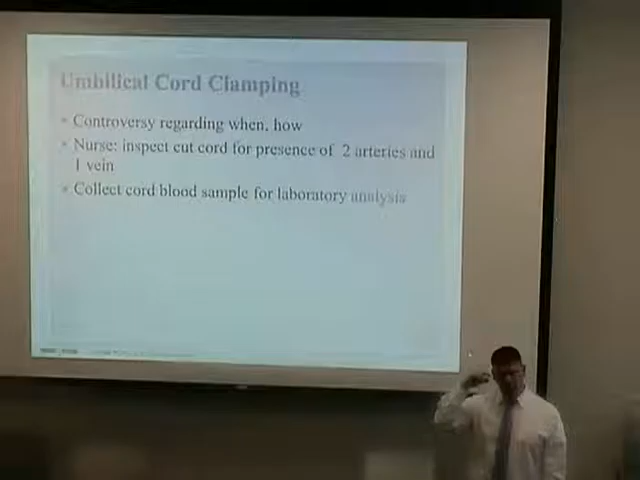 Umbilical Cord Clamping
Controversy regarding when, how
Nurse: inspect cut cord for presence of 2 arteries and
1 vein
Collect cord blood sample for laboratory analysis